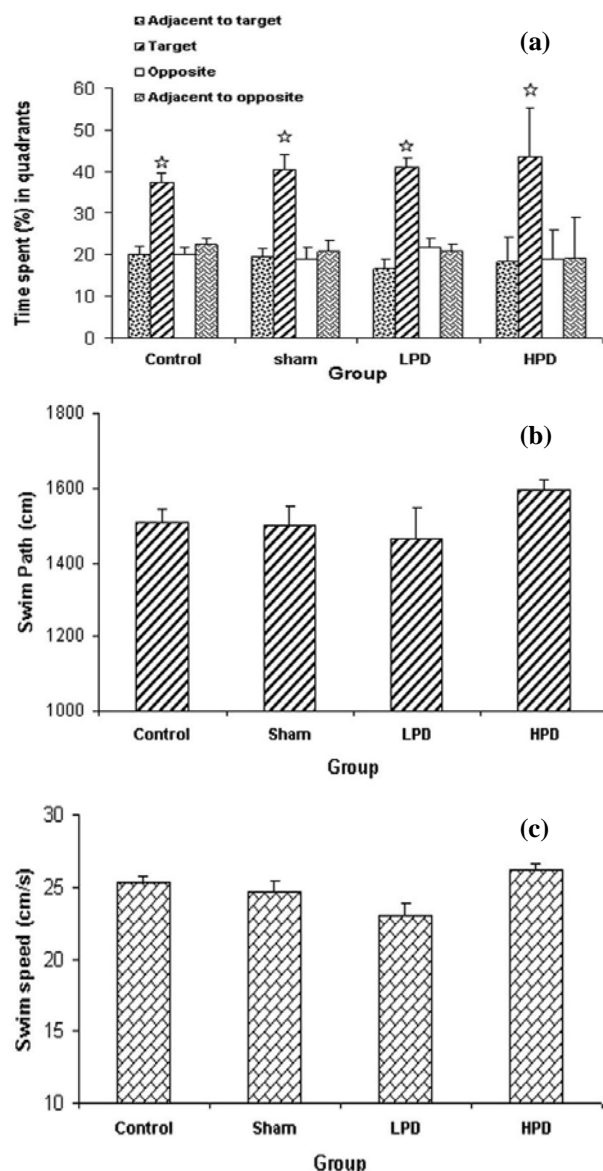 Adjacent to target
(a)
Target
Opposite
Adjacent to opposite
Time spent (%) in quadrants
60
50
40
30
20
10
0
Control sham LPD HPD
Group
(b)
Swim Path (cm)
1800
1600
1400
1200
1000
Control Sham LPD HPD
Group
(c)
Swim speed (cm/s)
30
25
20
15
10
Control Sham LPD HPD
Group